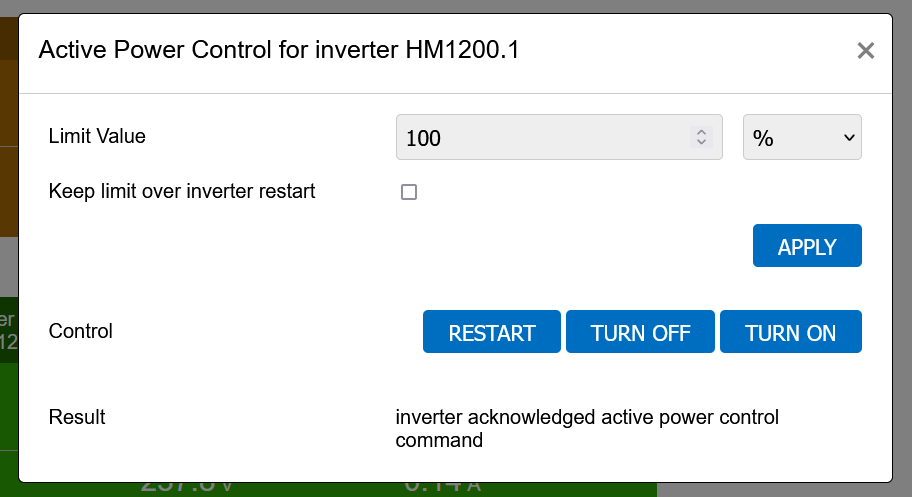 Active Power Control for inverter HM1200.1
Limit Value
100
%
Keep limit over inverter restart
APPLY
Control
RESTART
TURN OFF
TURN ON
Result
inverter acknowledged active power control
command